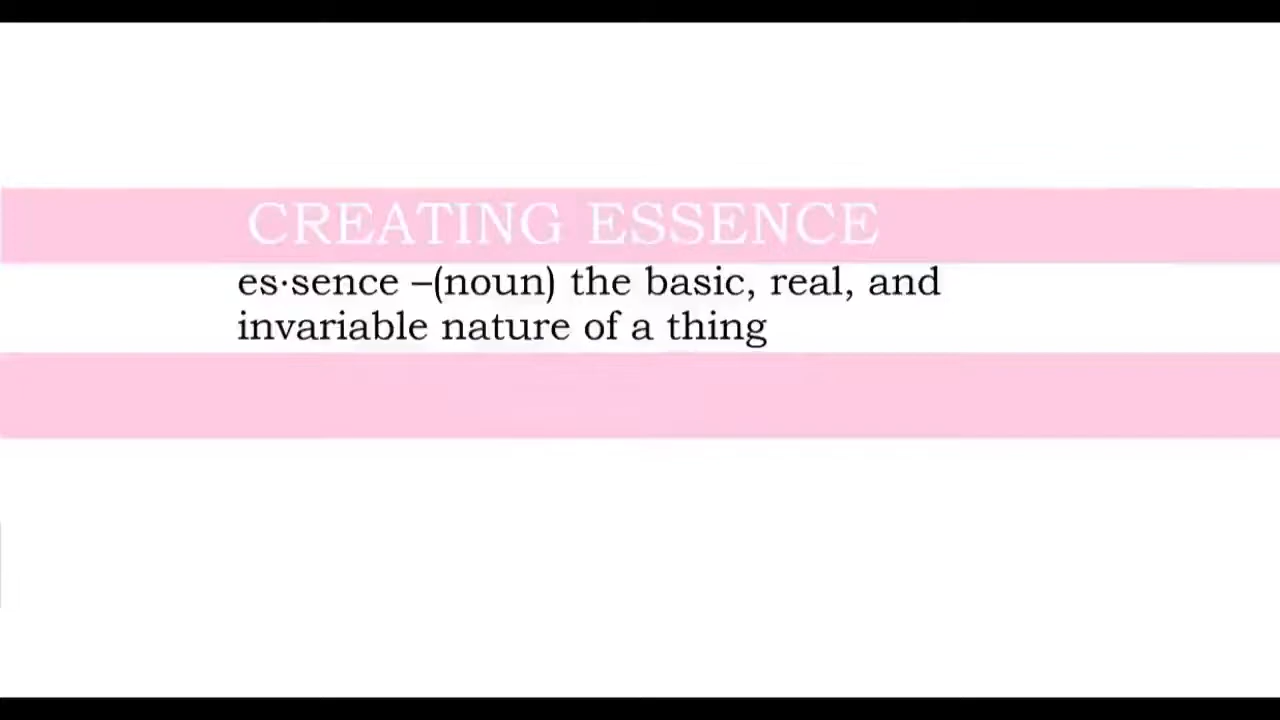 CREATING ESSENCE
es·sence –(noun) the basic, real, and
invariable nature of a thing